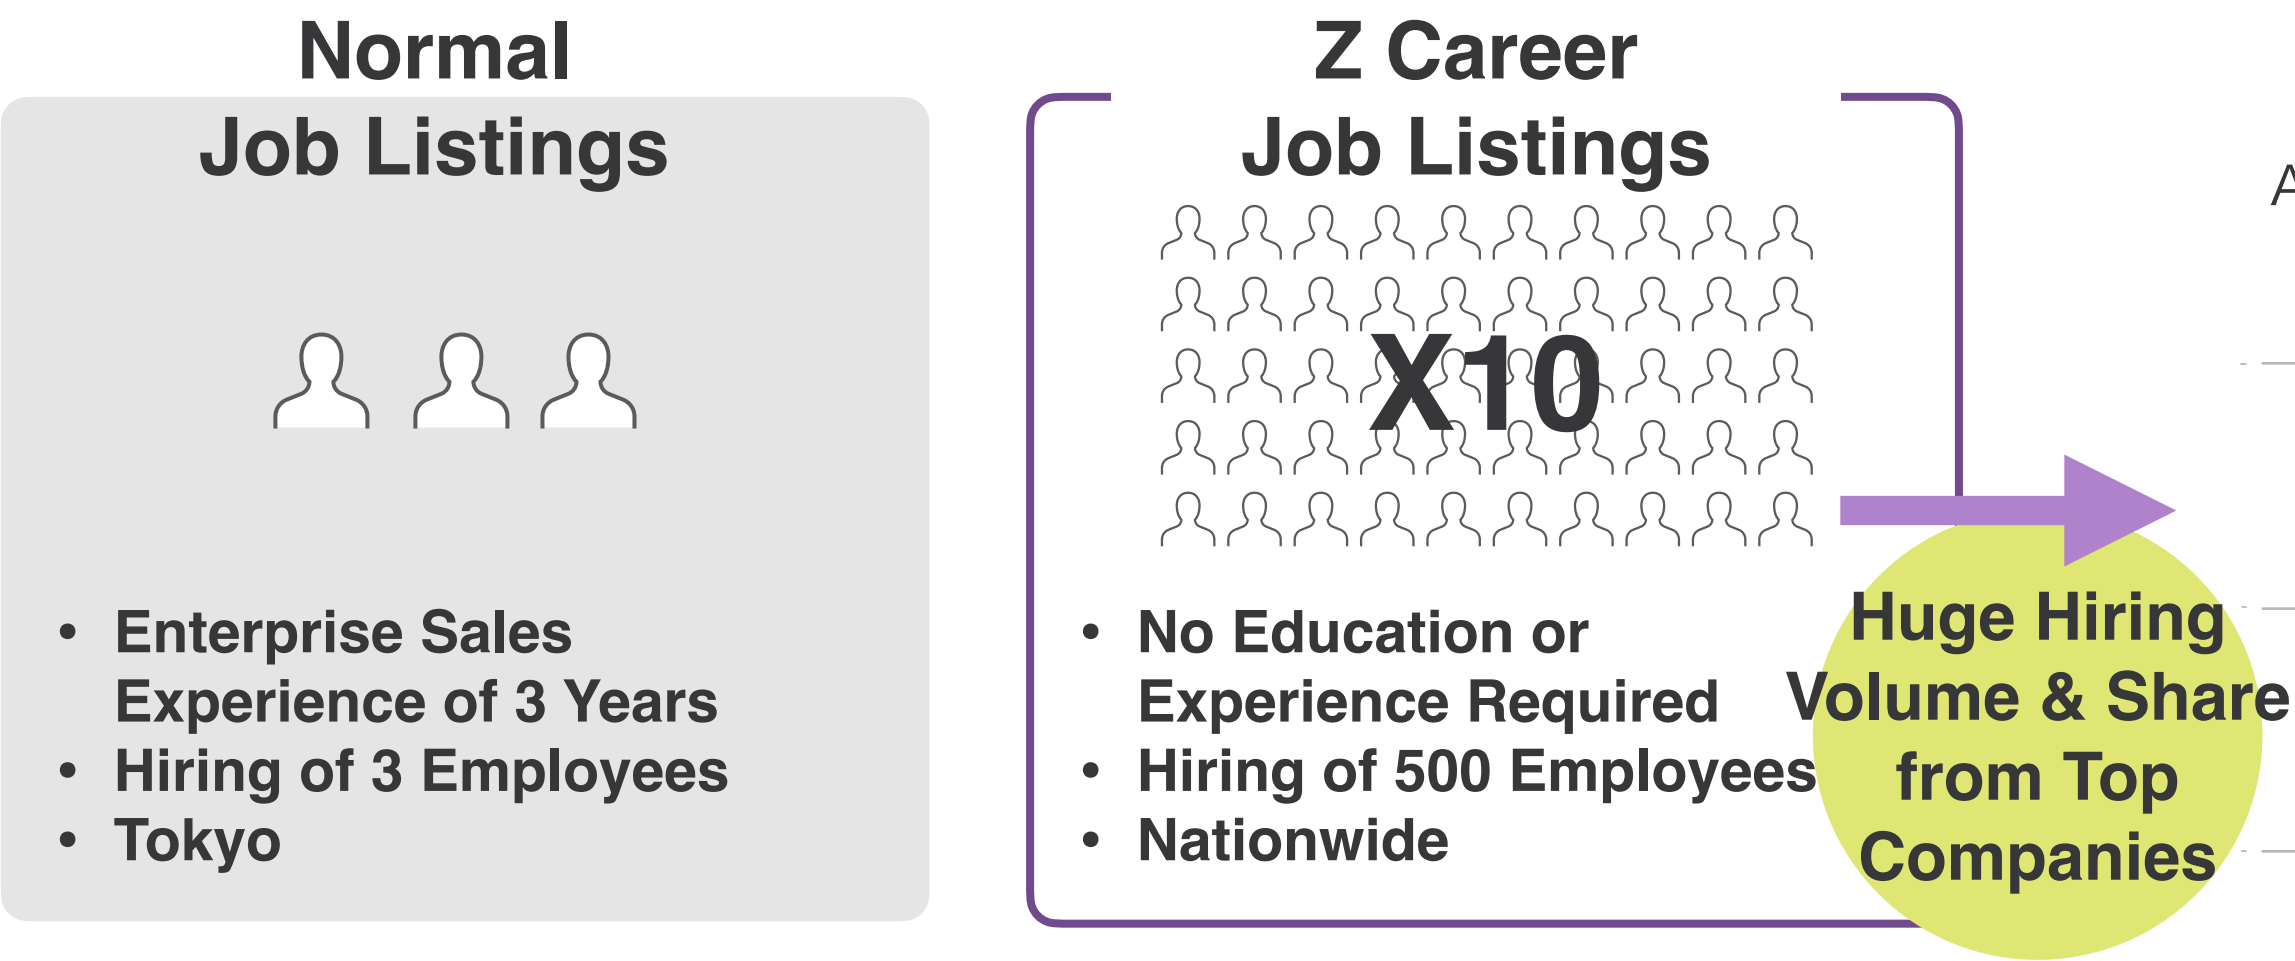 Normal
Job Listings
• Enterprise Sales
Experience of 3 Years
• Hiring of 3 Employees
• Tokyo
Z Career
Job Listings
X10
• No Education or
Experience Required
• Hiring of 500 Employees
• Nationwide
Huge Hiring
Volume & Share
from Top
Companies
A